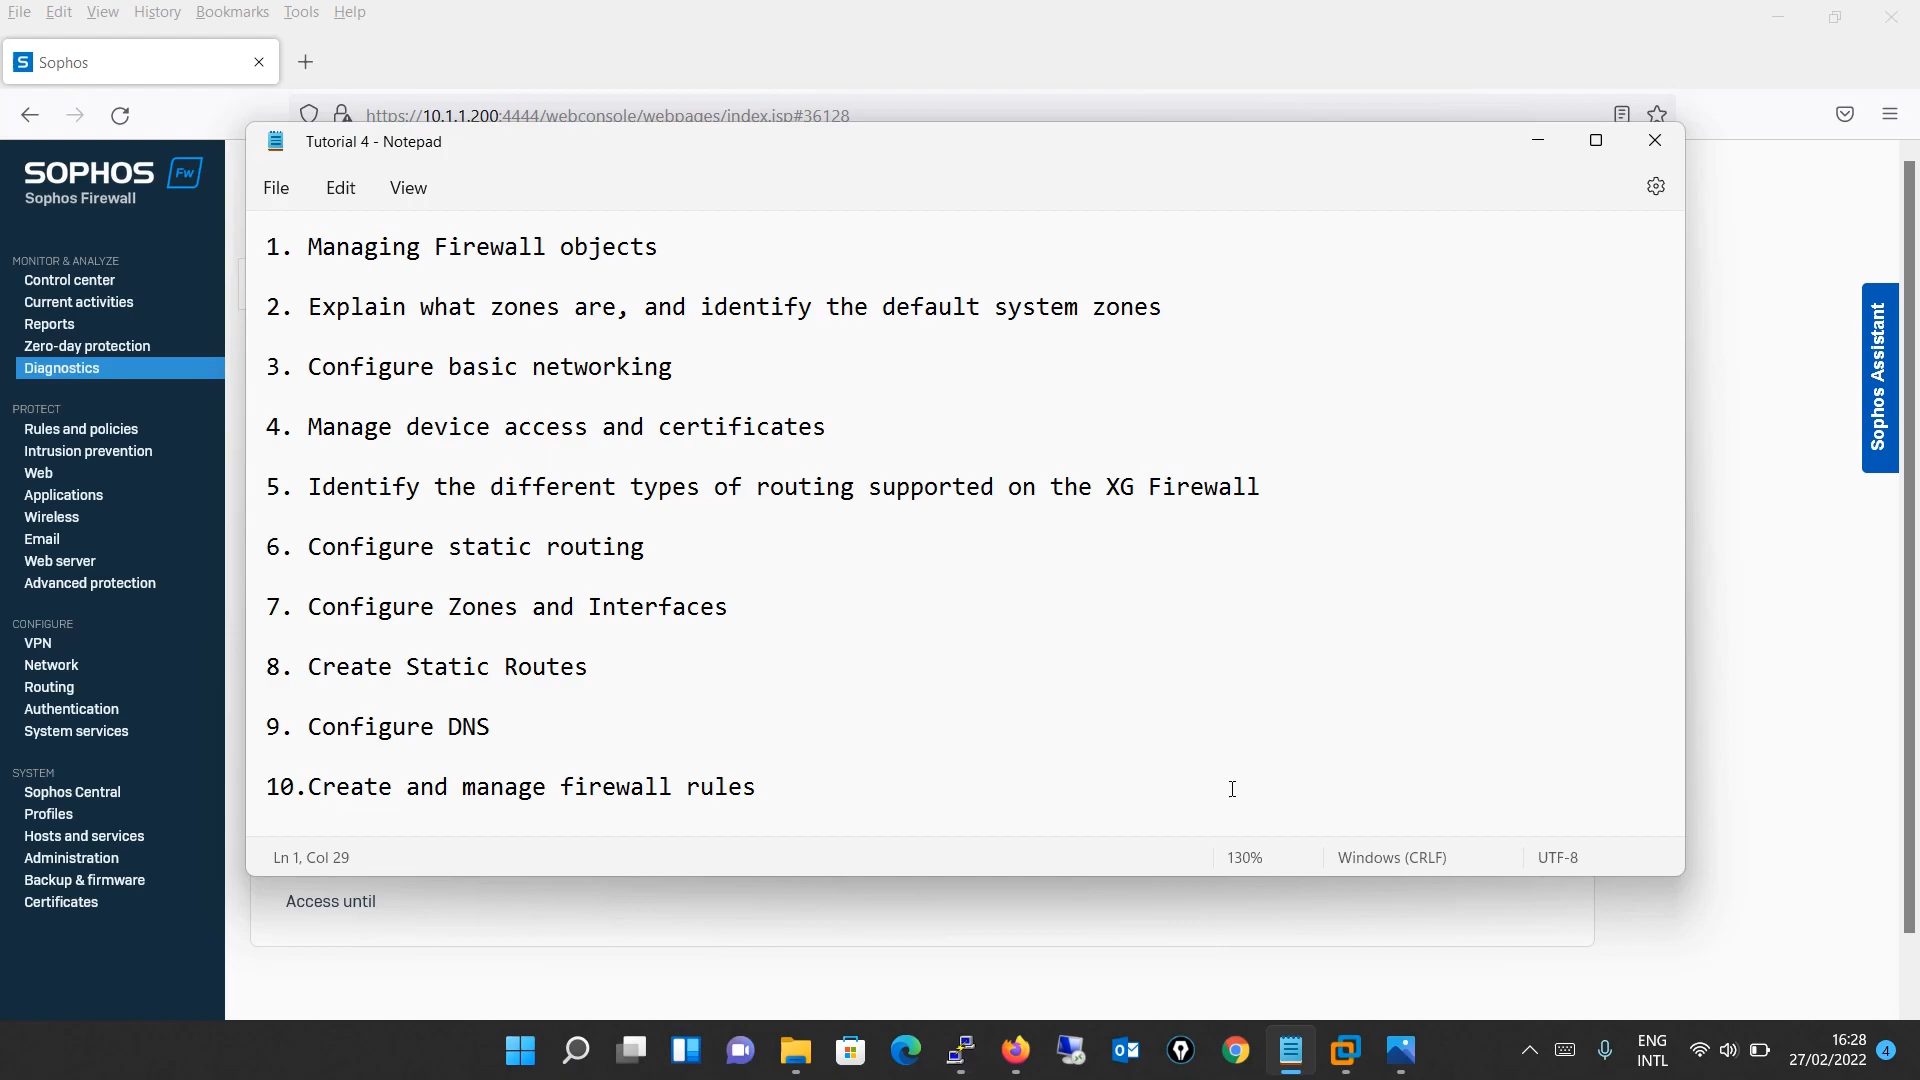 File Edit View History Bookmarks Tools Help
S Sophos
https://10.1.1.200:4444/webconsole/webpages/index.jsp#36128
SOPHOS Fw
Sophos Firewall
MONITOR & ANALYZE
Control center
Current activities
Reports
Zero-day protection
Diagnostics
PROTECT
Rules and policies
Intrusion prevention
Web
Applications
Wireless
Email
Web server
Advanced protection
CONFIGURE
VPN
Network
Routing
Authentication
System services
SYSTEM
Sophos Central
Profiles
Hosts and services
Administration
Backup & firmware
Certificates
Tutorial 4 - Notepad
File Edit View
1. Managing Firewall objects
2. Explain what zones are, and identify the default system zones
3. Configure basic networking
4. Manage device access and certificates
5. Identify the different types of routing supported on the XG Firewall
6. Configure static routing
7. Configure Zones and Interfaces
8. Create Static Routes
9. Configure DNS
10.Create and manage firewall rules
Ln 1, Col 29 130% Windows (CRLF) UTF-8
Access until
Sophos Assistant
ENG
INTL
16:28
27/02/2022
4